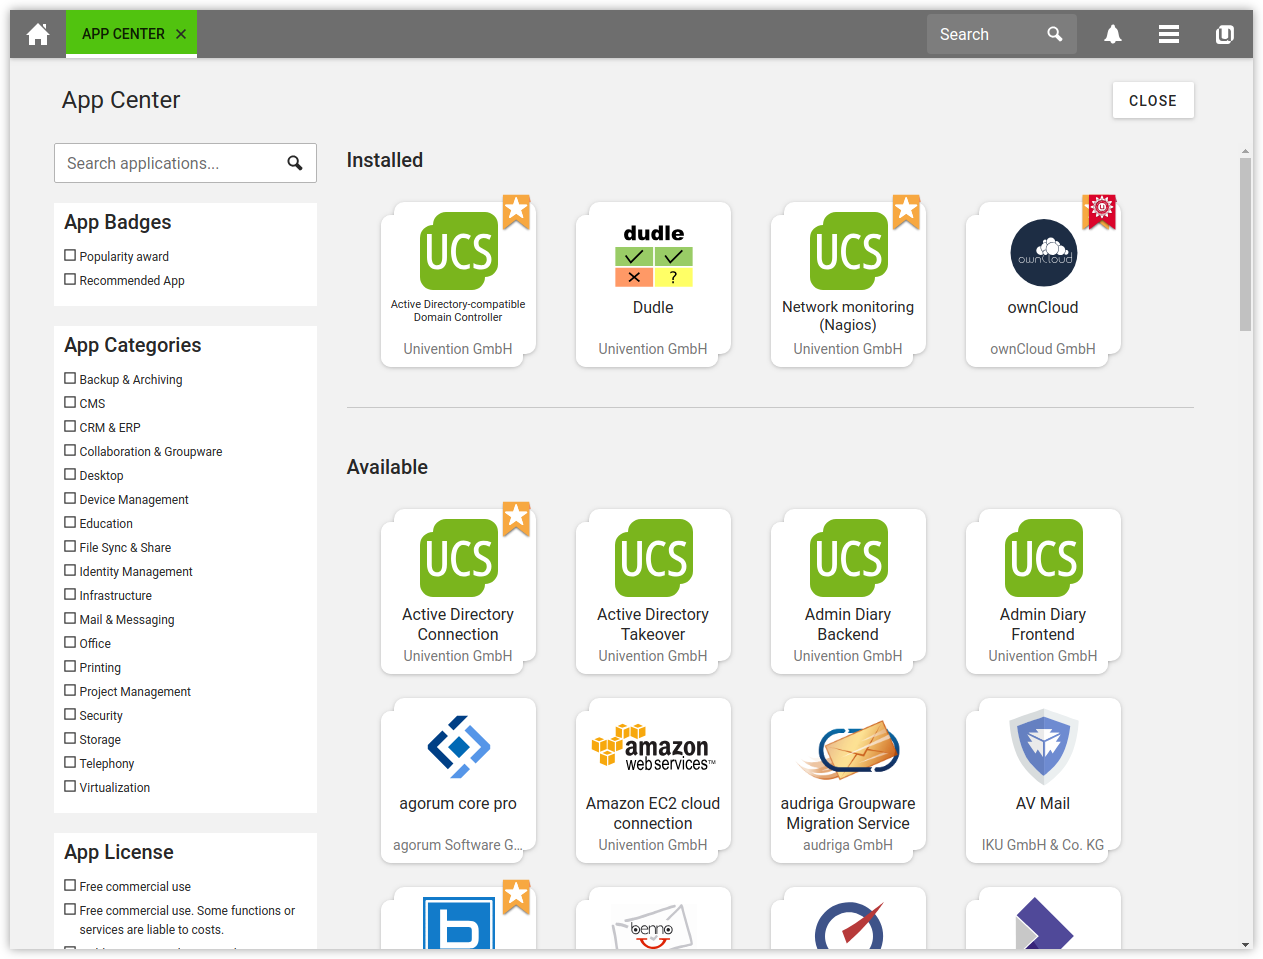 APP CENTER
Search
App Center
CLOSE
Search applications...
App Badges
Popularity award
Recommended App
App Categories
Backup & Archiving
CMS
CRM & ERP
Collaboration & Groupware
Desktop
Device Management
Education
File Sync & Share
Identity Management
Infrastructure
Mail & Messaging
Office
Printing
Project Management
Security
Storage
Telephony
Virtualization
App License
Free commercial use
Free commercial use. Some functions or
services are liable to costs.
Installed
UCS
Active Directory-compatible
Domain Controller
Univention GmbH
dudle
?
Dudle
Univention GmbH
UCS
Network monitoring
(Nagios)
Univention GmbH
ownCloud
ownCloud
ownCloud GmbH
Available
UCS
Active Directory
Connection
Univention GmbH
UCS
Active Directory
Takeover
Univention GmbH
UCS
Admin Diary
Backend
Univention GmbH
UCS
Admin Diary
Frontend
Univention GmbH
agorum core pro
agorum Software G...
amazon
webservices™
Amazon EC2 cloud
connection
Univention GmbH
audriga Groupware
Migration Service
audriga GmbH
AV Mail
IKU GmbH & Co. KG
b
benno